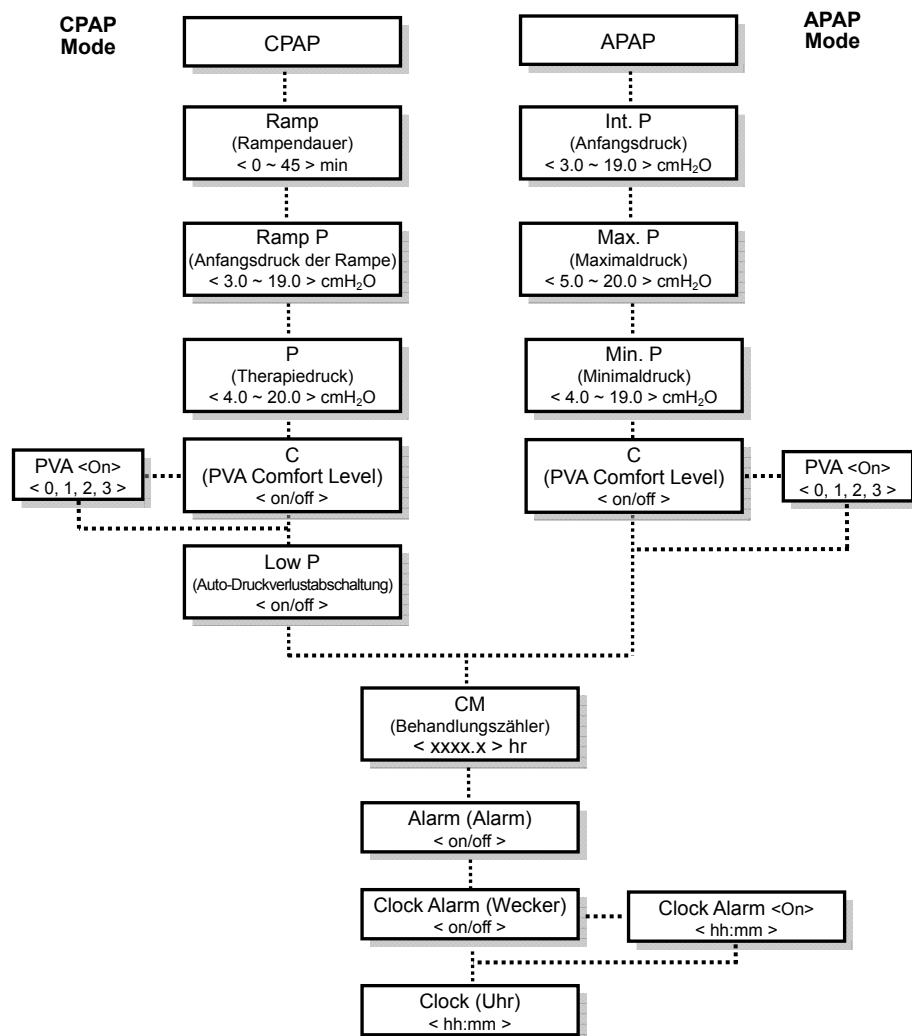 CPAP
Mode
CPAP
Ramp
(Rampendauer)
< 0 ~ 45 > min
Ramp P
(Anfangsdruck der Rampe)
< 3.0 ~ 19.0 > cmH₂O
P
(Therapiedruck)
< 4.0 ~ 20.0 > cmH₂O
PVA <On>
< 0, 1, 2, 3 >
C
(PVA Comfort Level)
< on/off >
Low P
(Auto-Druckverlustabschaltung)
< on/off >
APAP
Mode
APAP
Int. P
(Anfangsdruck)
< 3.0 ~ 19.0 > cmH₂O
Max. P
(Maximaldruck)
< 5.0 ~ 20.0 > cmH₂O
Min. P
(Minimaldruck)
< 4.0 ~ 19.0 > cmH₂O
C
(PVA Comfort Level)
< on/off >
PVA <On>
< 0, 1, 2, 3 >
CM
(Behandlungszähler)
< xxxx.x > hr
Alarm (Alarm)
< on/off >
Clock Alarm (Wecker)
< on/off >
Clock Alarm <On>
< hh:mm >
Clock (Uhr)
< hh:mm >